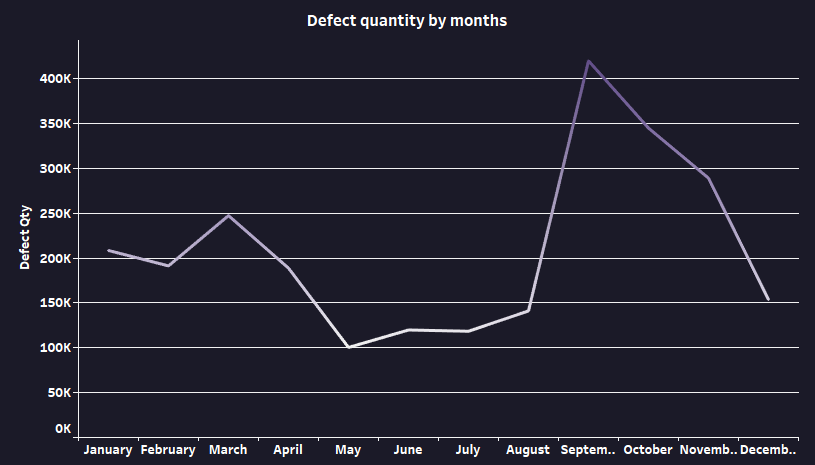 Defect quantity by months
Defect Qty
400K
350K
300K
250K
200K
150K
100K
50K
0K
January February March April May June July August Septem.. October Novemb.. Decemb..